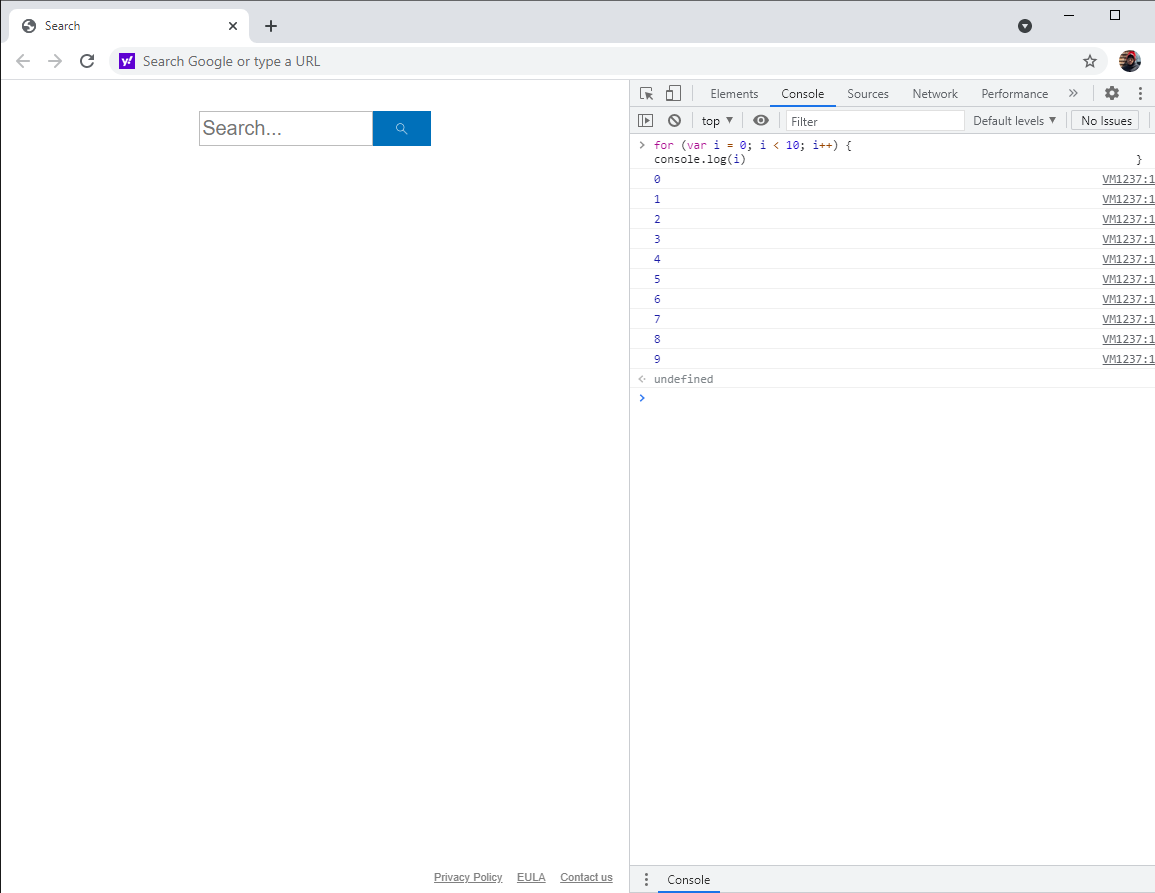 Search
y!
Search Google or type a URL
Search...
Elements Console Sources Network Performance »
top ▼ Filter Default levels ▼ No Issues
for (var i = 0; i < 10; i++) {
console.log(i) }
0 VM1237:1
1 VM1237:1
2 VM1237:1
3 VM1237:1
4 VM1237:1
5 VM1237:1
6 VM1237:1
7 VM1237:1
8 VM1237:1
9 VM1237:1
undefined
Privacy Policy EULA Contact us
Console